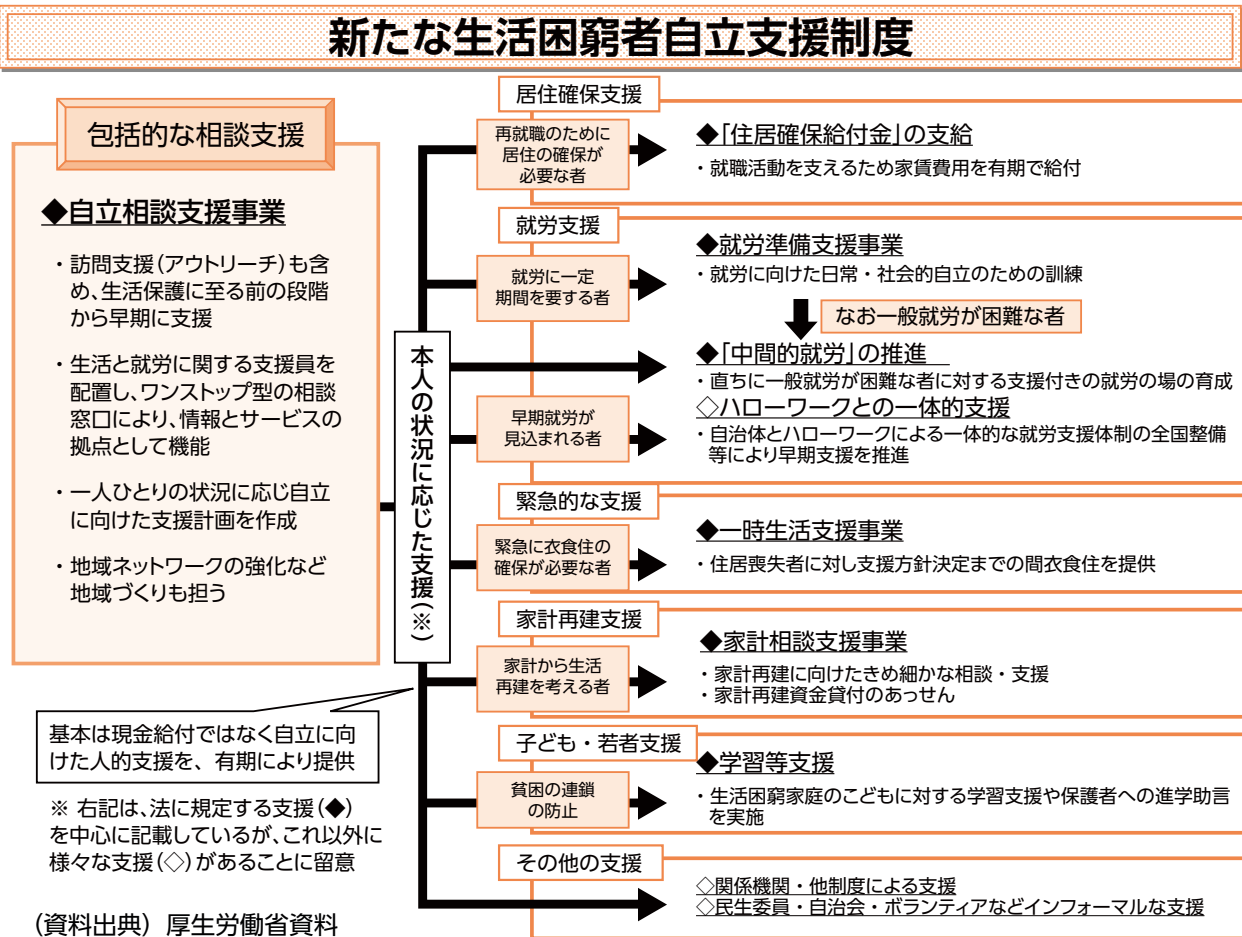 新たな生活困窮者自立支援制度
包括的な相談支援
◆自立相談支援事業
・訪問支援(アウトリーチ)も含
め、生活保護に至る前の段階
から早期に支援
・生活と就労に関する支援員を
配置し、ワンストップ型の相談
窓口により、情報とサービスの
拠点として機能
・一人ひとりの状況に応じ自立
に向けた支援計画を作成
・地域ネットワークの強化など
地域づくりも担う
本人の状況に応じた支援(※)
基本は現金給付ではなく自立に向
けた人的支援を、有期により提供
※ 右記は、法に規定する支援(◆)
を中心に記載しているが、これ以外に
様々な支援(◇)があることに留意
(資料出典) 厚生労働省資料
居住確保支援
再就職のために
居住の確保が
必要な者
◆「住居確保給付金」の支給
・就職活動を支えるため家賃費用を有期で給付
就労支援
就労に一定
期間を要する者
◆就労準備支援事業
・就労に向けた日常・社会的自立のための訓練
なお一般就労が困難な者
◆「中間的就労」の推進
・直ちに一般就労が困難な者に対する支援付きの就労の場の育成
早期就労が
見込まれる者
◇ハローワークとの一体的支援
・自治体とハローワークによる一体的な就労支援体制の全国整備
等により早期支援を推進
緊急的な支援
緊急に衣食住の
確保が必要な者
◆一時生活支援事業
・住居喪失者に対し支援方針決定までの間衣食住を提供
家計再建支援
家計から生活
再建を考える者
◆家計相談支援事業
・家計再建に向けたきめ細かな相談・支援
・家計再建資金貸付のあっせん
子ども・若者支援
貧困の連鎖
の防止
◆学習等支援
・生活困窮家庭のこどもに対する学習支援や保護者への進学助言
を実施
その他の支援
◇関係機関・他制度による支援
◇民生委員・自治会・ボランティアなどインフォーマルな支援